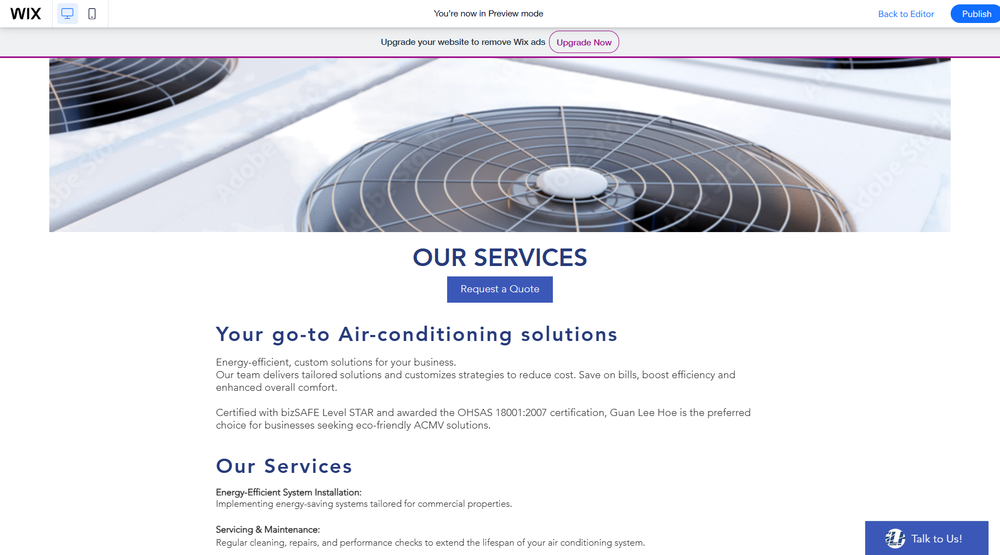 WIX
You're now in Preview mode
Back to Editor
Publish
Upgrade your website to remove Wix ads
Upgrade Now
Adobe Stock
Adobe Stock
Adobe Stock
OUR SERVICES
Request a Quote
Your go-to Air-conditioning solutions
Energy-efficient, custom solutions for your business.
Our team delivers tailored solutions and customizes strategies to reduce cost. Save on bills, boost efficiency and
enhanced overall comfort.
Certified with bizSAFE Level STAR and awarded the OHSAS 18001:2007 certification, Guan Lee Hoe is the preferred
choice for businesses seeking eco-friendly ACMV solutions.
Our Services
Energy-Efficient System Installation:
Implementing energy-saving systems tailored for commercial properties.
Servicing & Maintenance:
Regular cleaning, repairs, and performance checks to extend the lifespan of your air conditioning system.
Talk to Us!